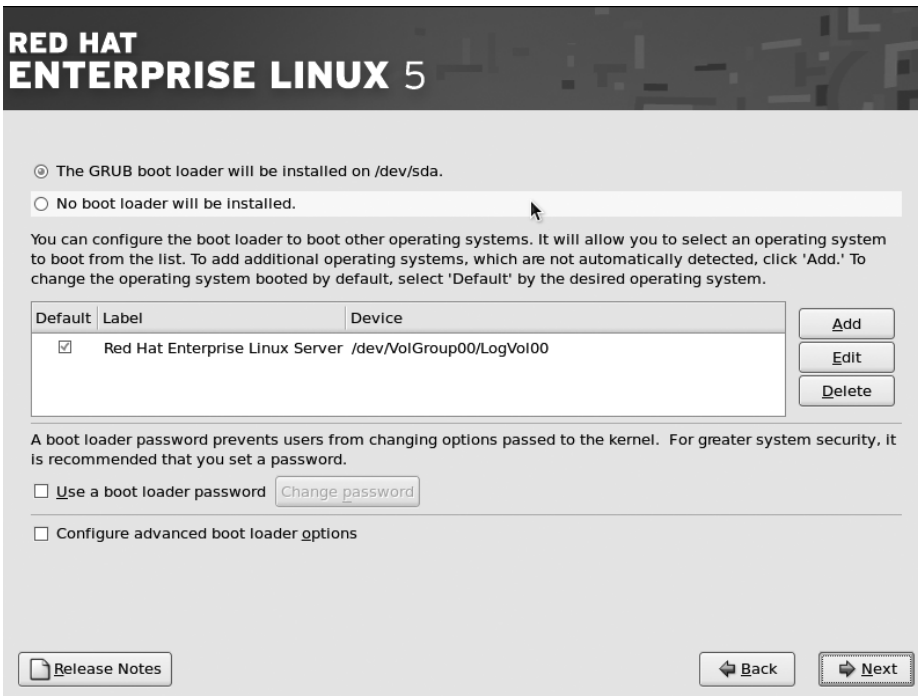 RED HAT
ENTERPRISE LINUX 5
The GRUB boot loader will be installed on /dev/sda.
No boot loader will be installed.
You can configure the boot loader to boot other operating systems. It will allow you to select an operating system
to boot from the list. To add additional operating systems, which are not automatically detected, click 'Add.' To
change the operating system booted by default, select 'Default' by the desired operating system.
Default Label Device
Red Hat Enterprise Linux Server /dev/VolGroup00/LogVol00
Add
Edit
Delete
A boot loader password prevents users from changing options passed to the kernel. For greater system security, it
is recommended that you set a password.
Use a boot loader password Change password
Configure advanced boot loader options
Release Notes Back Next